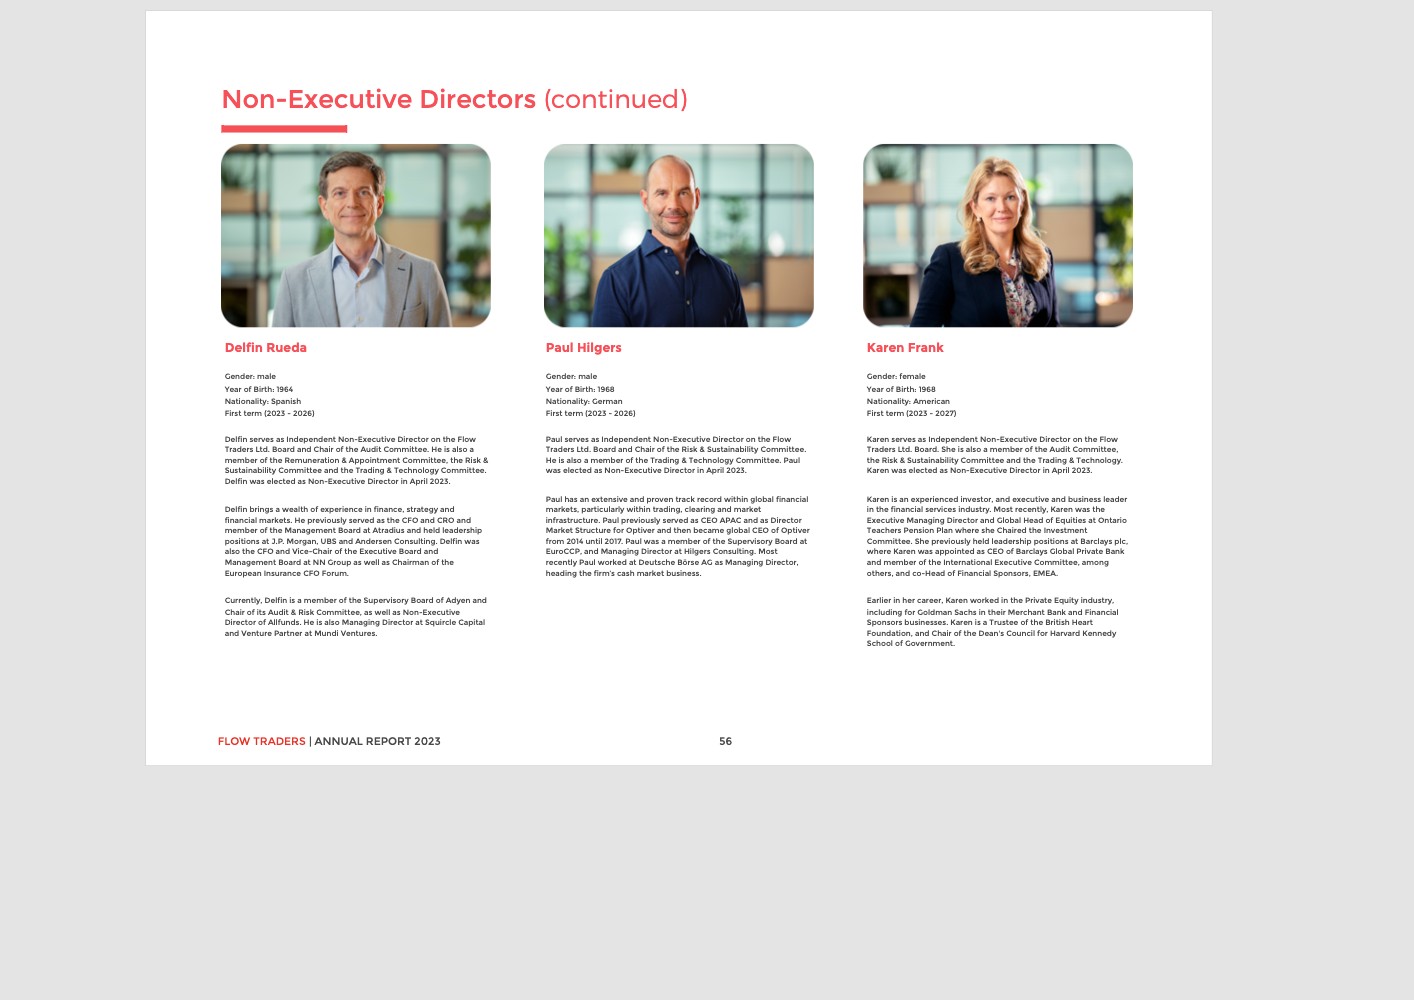 Non-Executive Directors (continued)
Delfin Rueda
Gender: male
Year of Birth: 1964
Nationality: Spanish
First term (2023 - 2026)
Delfin serves as Independent Non-Executive Director on the Flow
Traders Ltd. Board and Chair of the Audit Committee. He is also a
member of the Remuneration & Appointment Committee, the Risk &
Sustainability Committee and the Trading & Technology Committee.
Delfin was elected as Non-Executive Director in April 2023.
Delfin brings a wealth of experience in finance, strategy and
financial markets. He previously served as the CFO and CRO and
member of the Management Board at Atradius and held leadership
positions at J.P. Morgan, UBS and Andersen Consulting. Delfin was
also the CFO and Vice-Chair of the Executive Board and
Management Board at NN Group as well as Chairman of the
European Insurance CFO Forum.
Currently, Delfin is a member of the Supervisory Board of Adyen and
Chair of its Audit & Risk Committee, as well as Non-Executive
Director of Allfunds. He is also Managing Director at Squircle Capital
and Venture Partner at Mundi Ventures.
Paul Hilgers
Gender: male
Year of Birth: 1968
Nationality: German
First term (2023 - 2026)
Paul serves as Independent Non-Executive Director on the Flow
Traders Ltd. Board and Chair of the Risk & Sustainability Committee.
He is also a member of the Trading & Technology Committee. Paul
was elected as Non-Executive Director in April 2023.
Paul has an extensive and proven track record within global financial
markets, particularly within trading, clearing and market
infrastructure. Paul previously served as CEO APAC and as Director
Market Structure for Optiver and then became global CEO of Optiver
from 2014 until 2017. Paul was a member of the Supervisory Board at
EuroCCP, and Managing Director at Hilgers Consulting. Most
recently Paul worked at Deutsche Börse AG as Managing Director,
heading the firm's cash market business.
Karen Frank
Gender: female
Year of Birth: 1968
Nationality: American
First term (2023 - 2027)
Karen serves as Independent Non-Executive Director on the Flow
Traders Ltd. Board. She is also a member of the Audit Committee,
the Risk & Sustainability Committee and the Trading & Technology.
Karen was elected as Non-Executive Director in April 2023.
Karen is an experienced investor, and executive and business leader
in the financial services industry. Most recently, Karen was the
Executive Managing Director and Global Head of Equities at Ontario
Teachers Pension Plan where she Chaired the Investment
Committee. She previously held leadership positions at Barclays plc,
where Karen was appointed as CEO of Barclays Global Private Bank
and member of the International Executive Committee, among
others, and co-Head of Financial Sponsors, EMEA.
Earlier in her career, Karen worked in the Private Equity industry,
including for Goldman Sachs in their Merchant Bank and Financial
Sponsors businesses. Karen is a Trustee of the British Heart
Foundation, and Chair of the Dean's Council for Harvard Kennedy
School of Government.
FLOW TRADERS | ANNUAL REPORT 2023
56